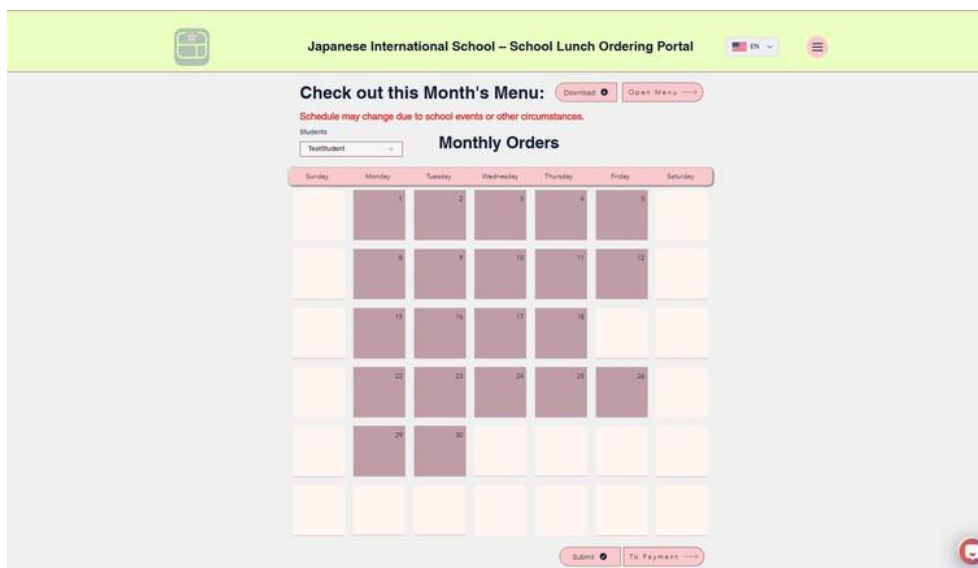 Japanese International School – School Lunch Ordering Portal
EN
Check out this Month's Menu:
Download
Open Menu
Schedule may change due to school events or other circumstances.
Students
TestStudent
Monthly Orders
Sunday Monday Tuesday Wednesday Thursday Friday Saturday
1 2 3 4 5
8 9 10 11 12
15 16 17 18
22 23 24 25 26
29 30
Submit
To Payment